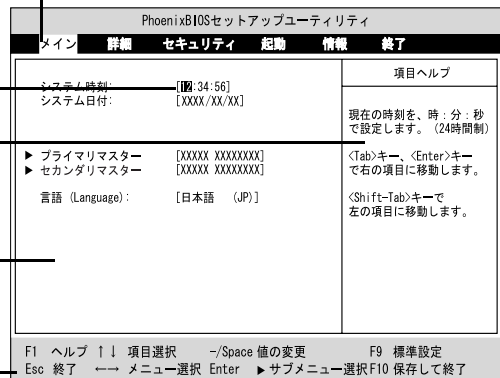 PhoenixBIOSセットアップユーティリティ
メイン 詳細 セキュリティ 起動 情報 終了
項目ヘルプ
システム時刻: [12:34:56]
システム日付: [XXXX/XX/XX]
現在の時刻を、時：分：秒
で設定します。（24時間制）
▶ プライマリマスター [XXXXX XXXXXXXX]
▶ セカンダリマスター [XXXXX XXXXXXXX]
<Tab>キー、<Enter>キー
で右の項目に移動します。
言語 (Language): [日本語 (JP)]
<Shift-Tab>キーで
左の項目に移動します。
F1 ヘルプ ↑↓ 項目選択 -/Space 値の変更 F9 標準設定
Esc 終了 ←→ メニュー選択 Enter ▶サブメニュー選択 F10 保存して終了